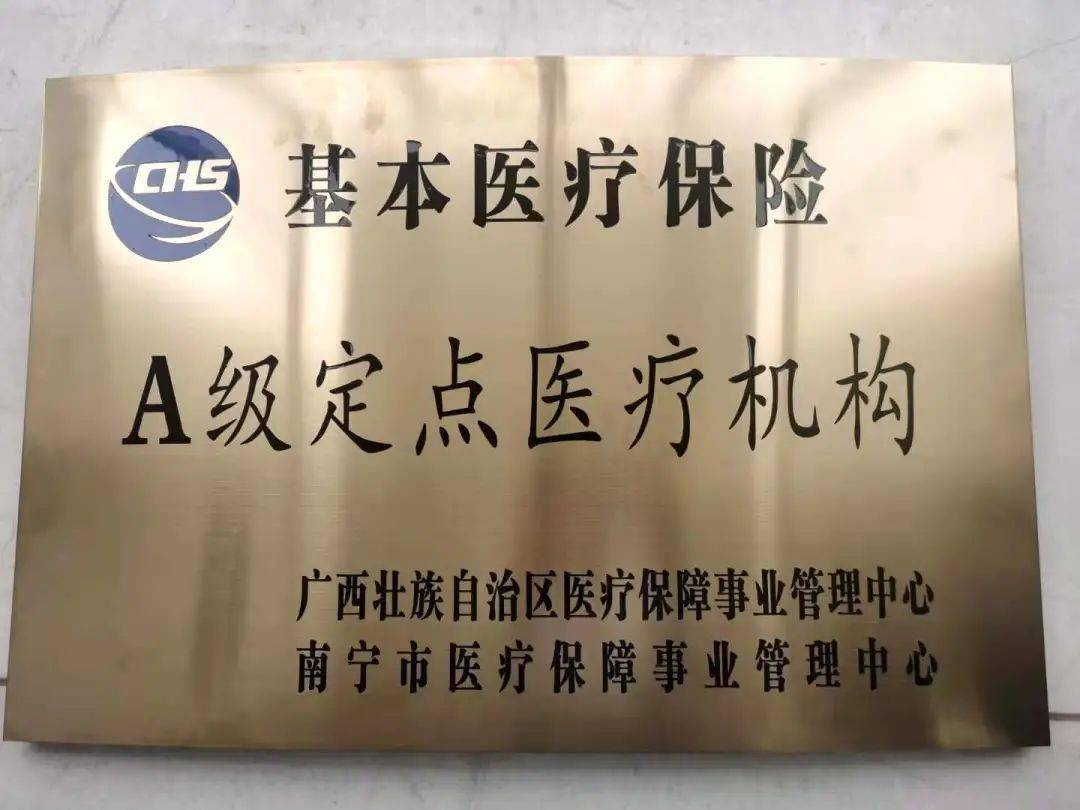 CHS
基本医疗保险
A级定点医疗机构
广西壮族自治区医疗保障事业管理中心
南宁市医疗保障事业管理中心